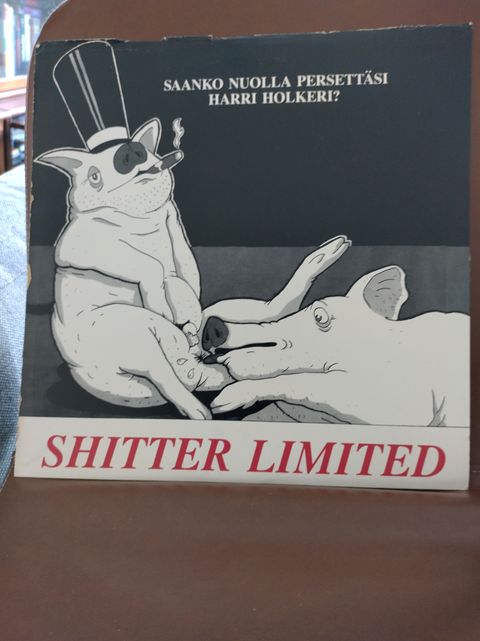 SAANKO NUOLLA PERSETTÄSI
HARRI HOLKERI?
SHITTER LIMITED